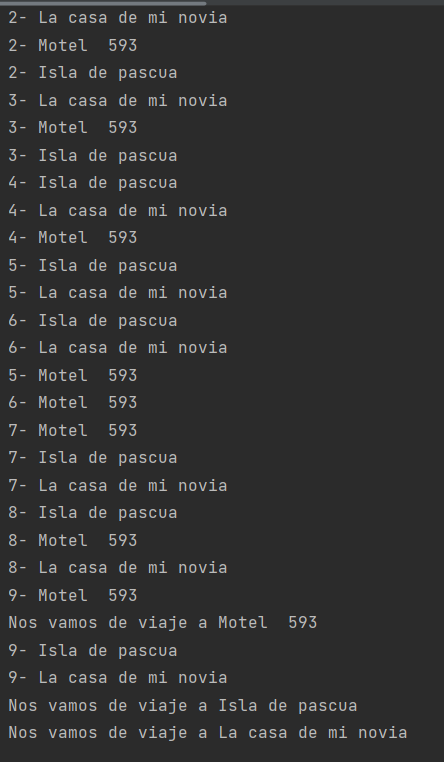 2- La casa de mi novia
2- Motel  593
2- Isla de pascua
3- La casa de mi novia
3- Motel  593
3- Isla de pascua
4- Isla de pascua
4- La casa de mi novia
4- Motel  593
5- Isla de pascua
5- La casa de mi novia
6- Isla de pascua
6- La casa de mi novia
5- Motel  593
6- Motel  593
7- Motel  593
7- Isla de pascua
7- La casa de mi novia
8- Isla de pascua
8- Motel  593
8- La casa de mi novia
9- Motel  593
Nos vamos de viaje a Motel  593
9- Isla de pascua
9- La casa de mi novia
Nos vamos de viaje a Isla de pascua
Nos vamos de viaje a La casa de mi novia